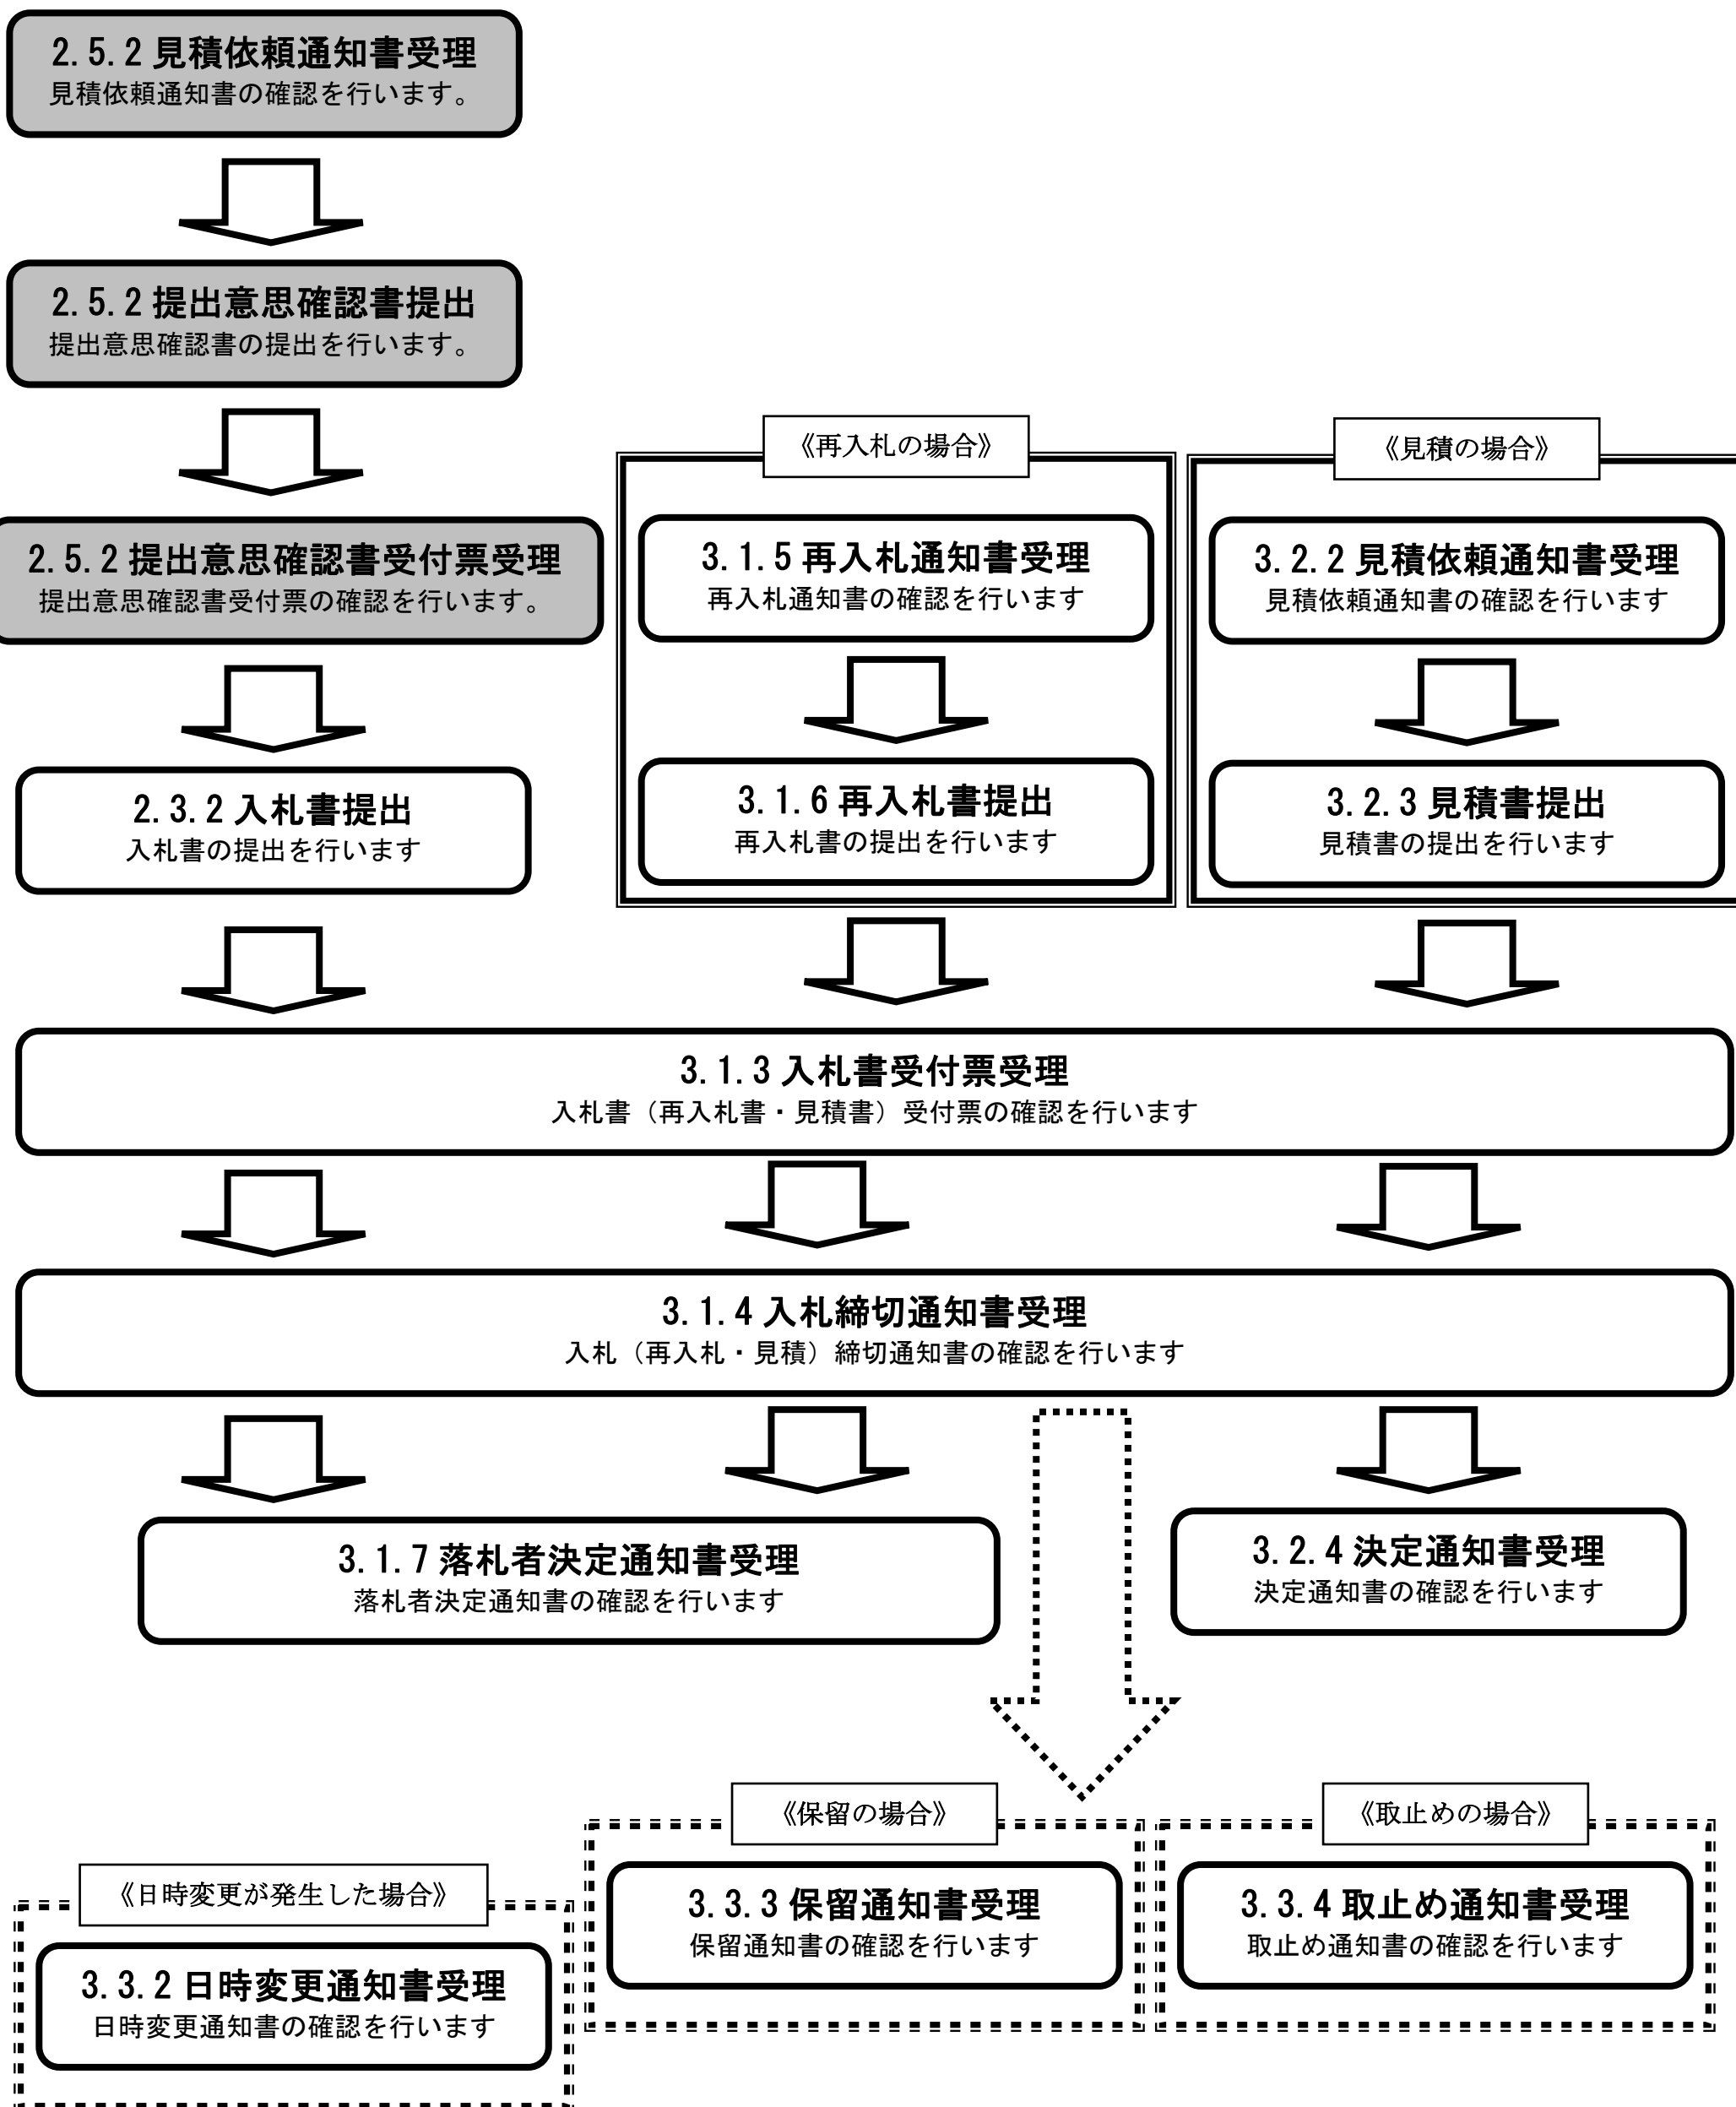 2.5.2 見積依頼通知書受理
見積依頼通知書の確認を行います。
2.5.2 提出意思確認書提出
提出意思確認書の提出を行います。
2.5.2 提出意思確認書受付票受理
提出意思確認書受付票の確認を行います。
2.3.2 入札書提出
入札書の提出を行います
《再入札の場合》
3.1.5 再入札通知書受理
再入札通知書の確認を行います
3.1.6 再入札書提出
再入札書の提出を行います
《見積の場合》
3.2.2 見積依頼通知書受理
見積依頼通知書の確認を行います
3.2.3 見積書提出
見積書の提出を行います
3.1.3 入札書受付票受理
入札書（再入札書・見積書）受付票の確認を行います
3.1.4 入札締切通知書受理
入札（再入札・見積）締切通知書の確認を行います
3.1.7 落札者決定通知書受理
落札者決定通知書の確認を行います
3.2.4 決定通知書受理
決定通知書の確認を行います
《日時変更が発生した場合》
3.3.2 日時変更通知書受理
日時変更通知書の確認を行います
《保留の場合》
3.3.3 保留通知書受理
保留通知書の確認を行います
《取止めの場合》
3.3.4 取止め通知書受理
取止め通知書の確認を行います